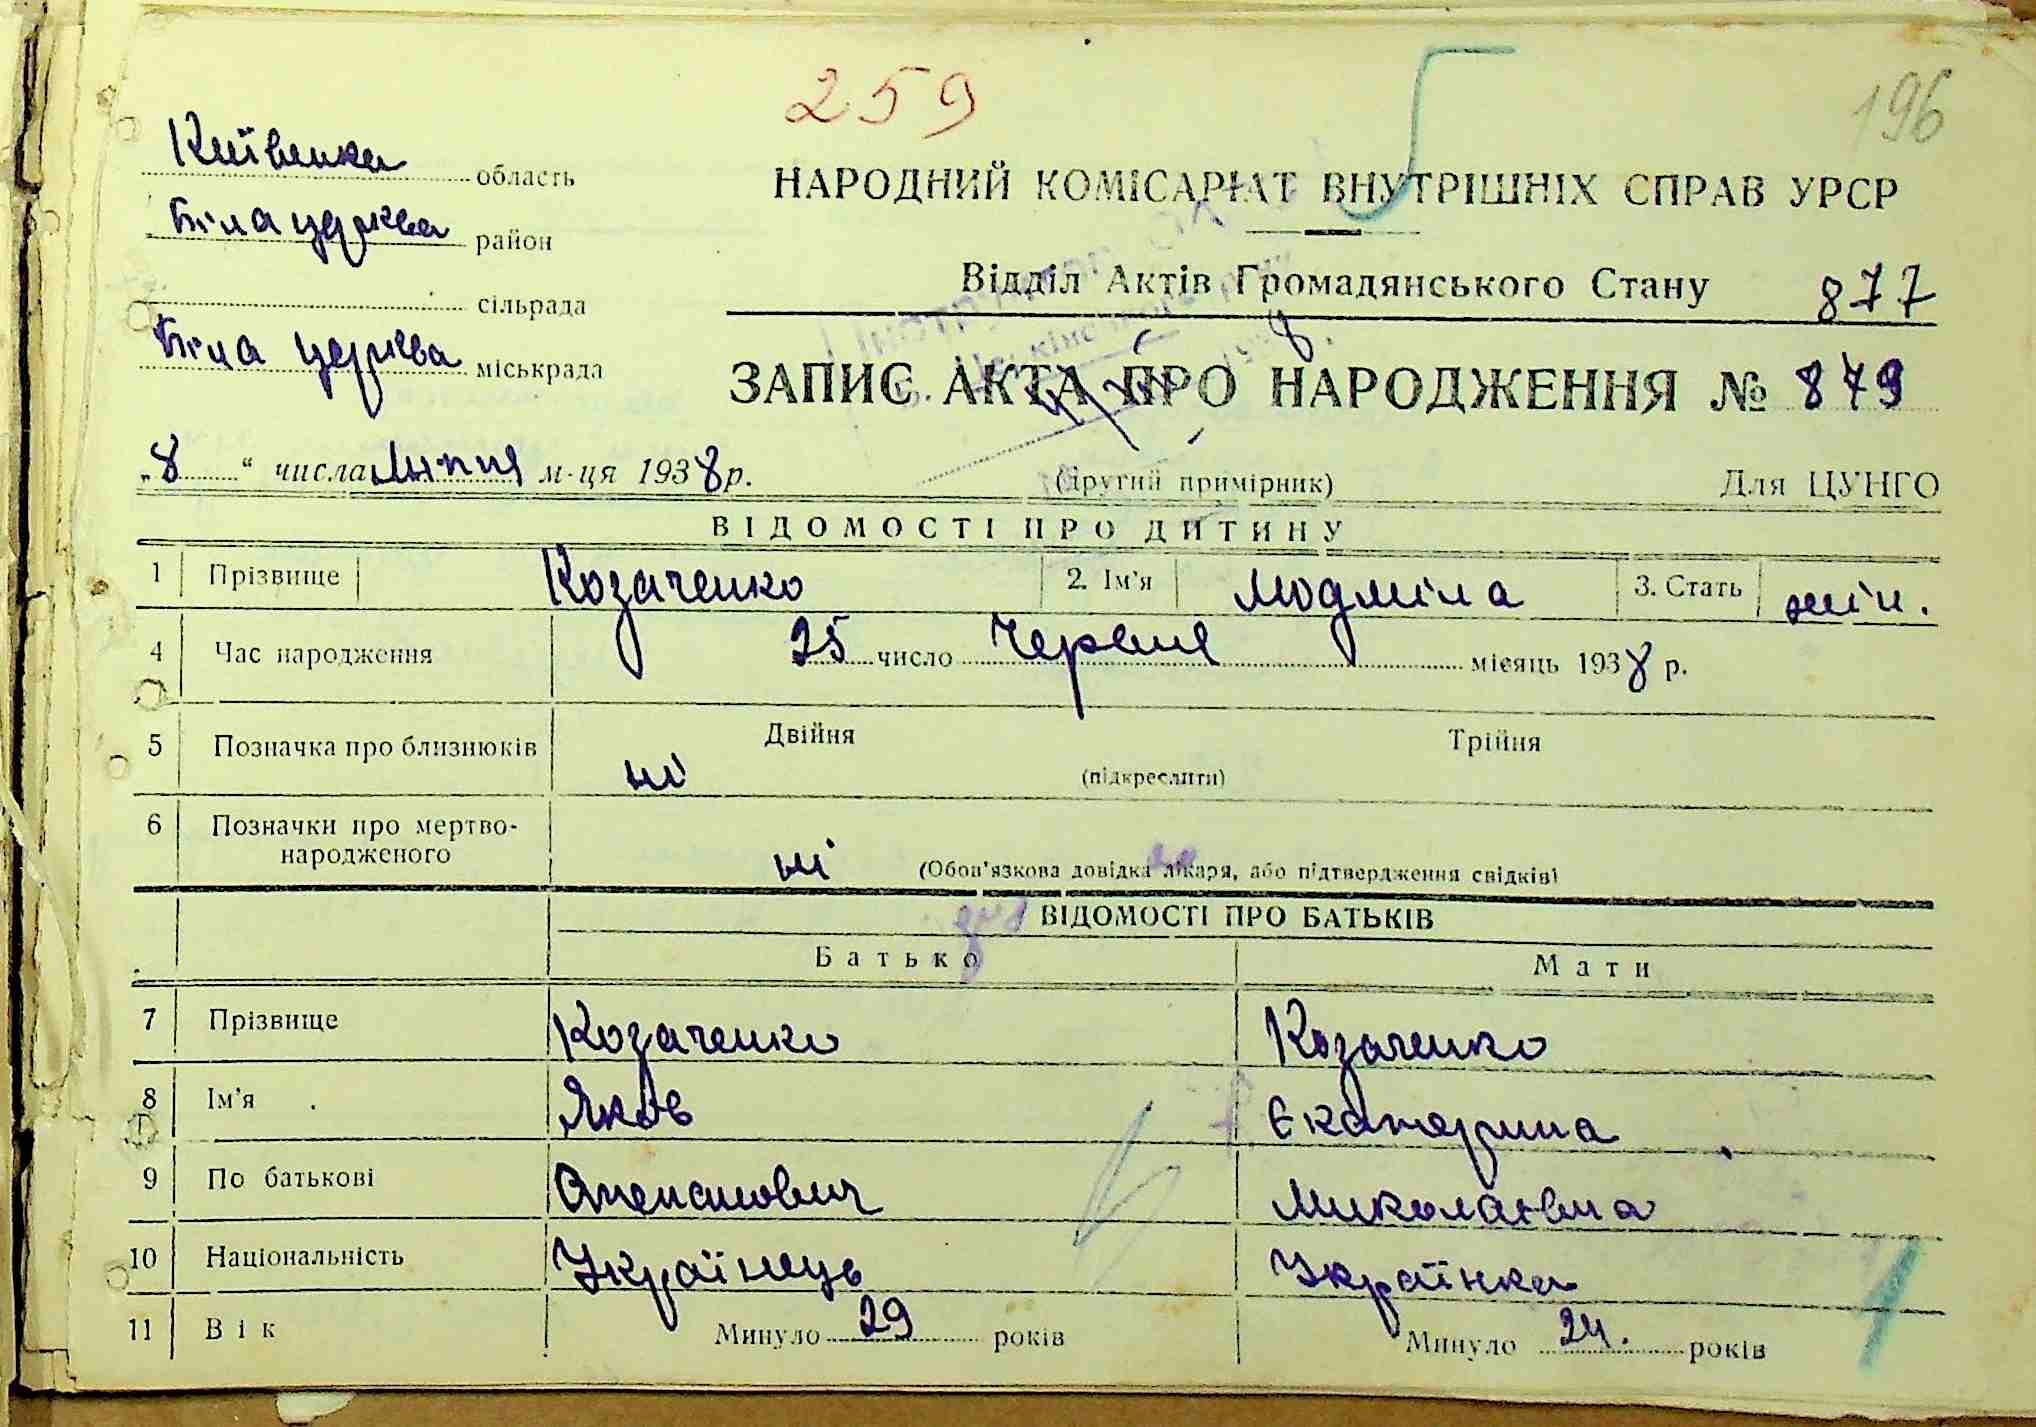 259
196
Київська область
Біла церква район
сільрада
Біла церква міськрада
НАРОДНИЙ КОМІСАРІАТ ВНУТРІШНІХ СПРАВ УРСР
Відділ Актів Громадянського Стану 877
ЗАПИС АКТА ПРО НАРОДЖЕННЯ № 879
„8“ числа липня м-ця 1938 р.
(другий примірник) Для ЦУНГО
ВІДОМОСТІ ПРО ДИТИНУ
1 Прізвище Козаченко 2. Ім'я Людміла 3. Стать жін.
4 Час народження 25 число Червня місяць 1938 р.
5 Позначка про близнюків ні Двійня Трійня
(підкреслити)
6 Позначки про мертво-
народженого ні (Обов'язкова довідка лікаря, або підтвердження свідків)
ВІДОМОСТІ ПРО БАТЬКІВ
Батько Мати
7 Прізвище Козаченко Козаченко
8 Ім'я Яков Єкатерина
9 По батькові Миколаївна
10 Національність Українець Українка
11 Вік Минуло 29 років Минуло 24. років